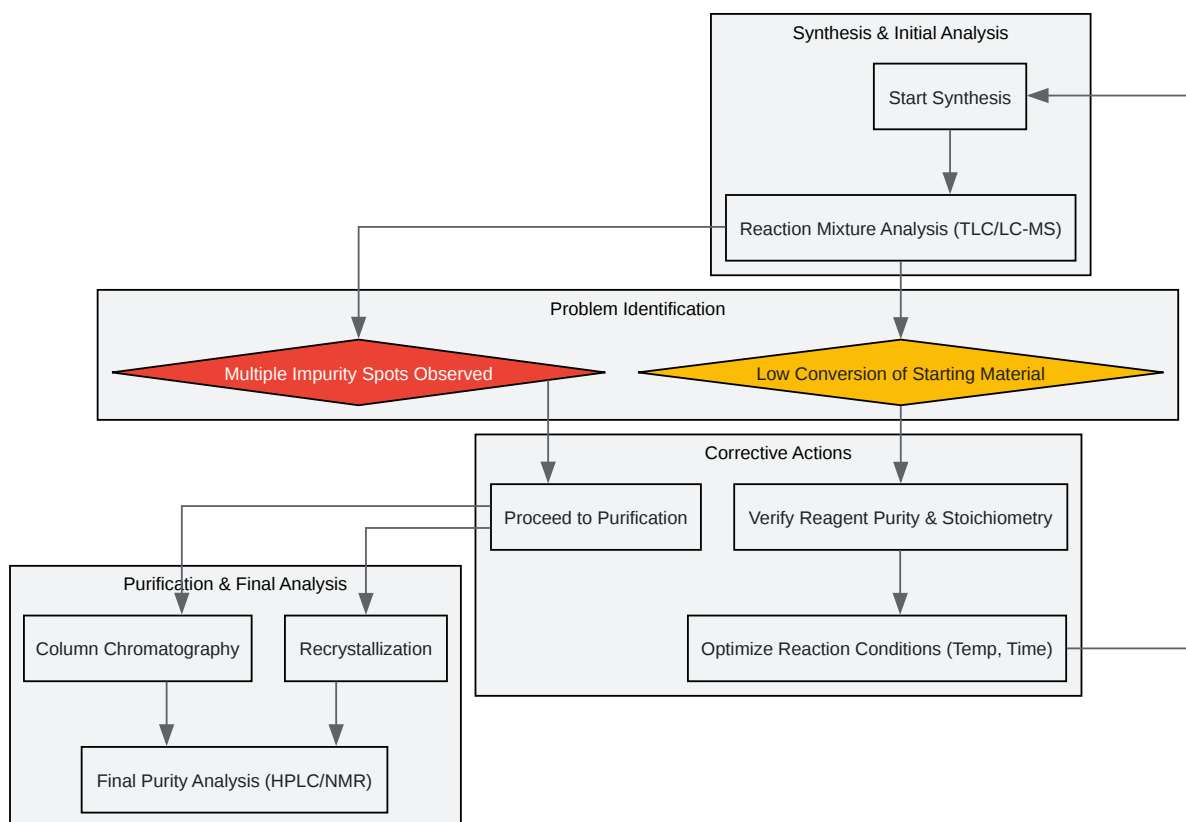 Synthesis & Initial Analysis
Start Synthesis
Reaction Mixture Analysis (TLC/LC-MS)
Problem Identification
Multiple Impurity Spots Observed
Low Conversion of Starting Material
Corrective Actions
Proceed to Purification
Verify Reagent Purity & Stoichiometry
Optimize Reaction Conditions (Temp, Time)
Purification & Final Analysis
Column Chromatography
Recrystallization
Final Purity Analysis (HPLC/NMR)